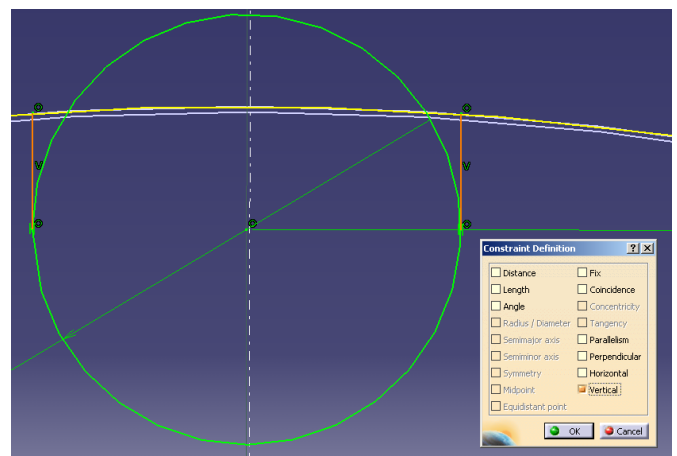 V
V
Constraint Definition
Distance
Fix
Length
Coincidence
Angle
Concentricity
Radius / Diameter
Tangency
Semimajor axis
Parallelism
Semiminor axis
Perpendicular
Symmetry
Horizontal
Midpoint
Vertical
Equidistant point
OK
Cancel